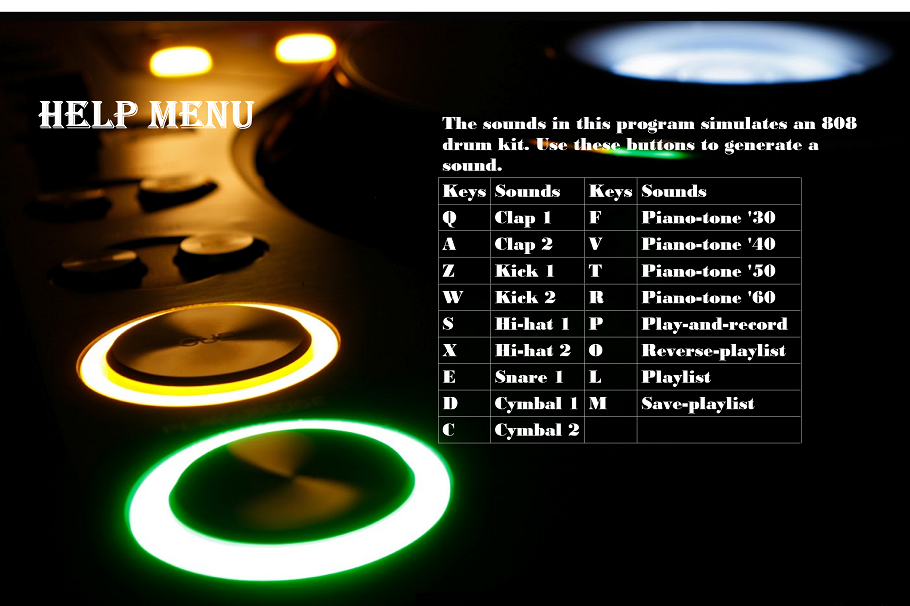 HELP MENU
The sounds in this program simulates an 808
drum kit. Use these buttons to generate a
sound.
Keys Sounds Keys Sounds
Q Clap 1 F Piano-tone '30
A Clap 2 V Piano-tone '40
Z Kick 1 T Piano-tone '50
W Kick 2 R Piano-tone '60
S Hi-hat 1 P Play-and-record
X Hi-hat 2 O Reverse-playlist
E Snare 1 L Playlist
D Cymbal 1 M Save-playlist
C Cymbal 2
CUE